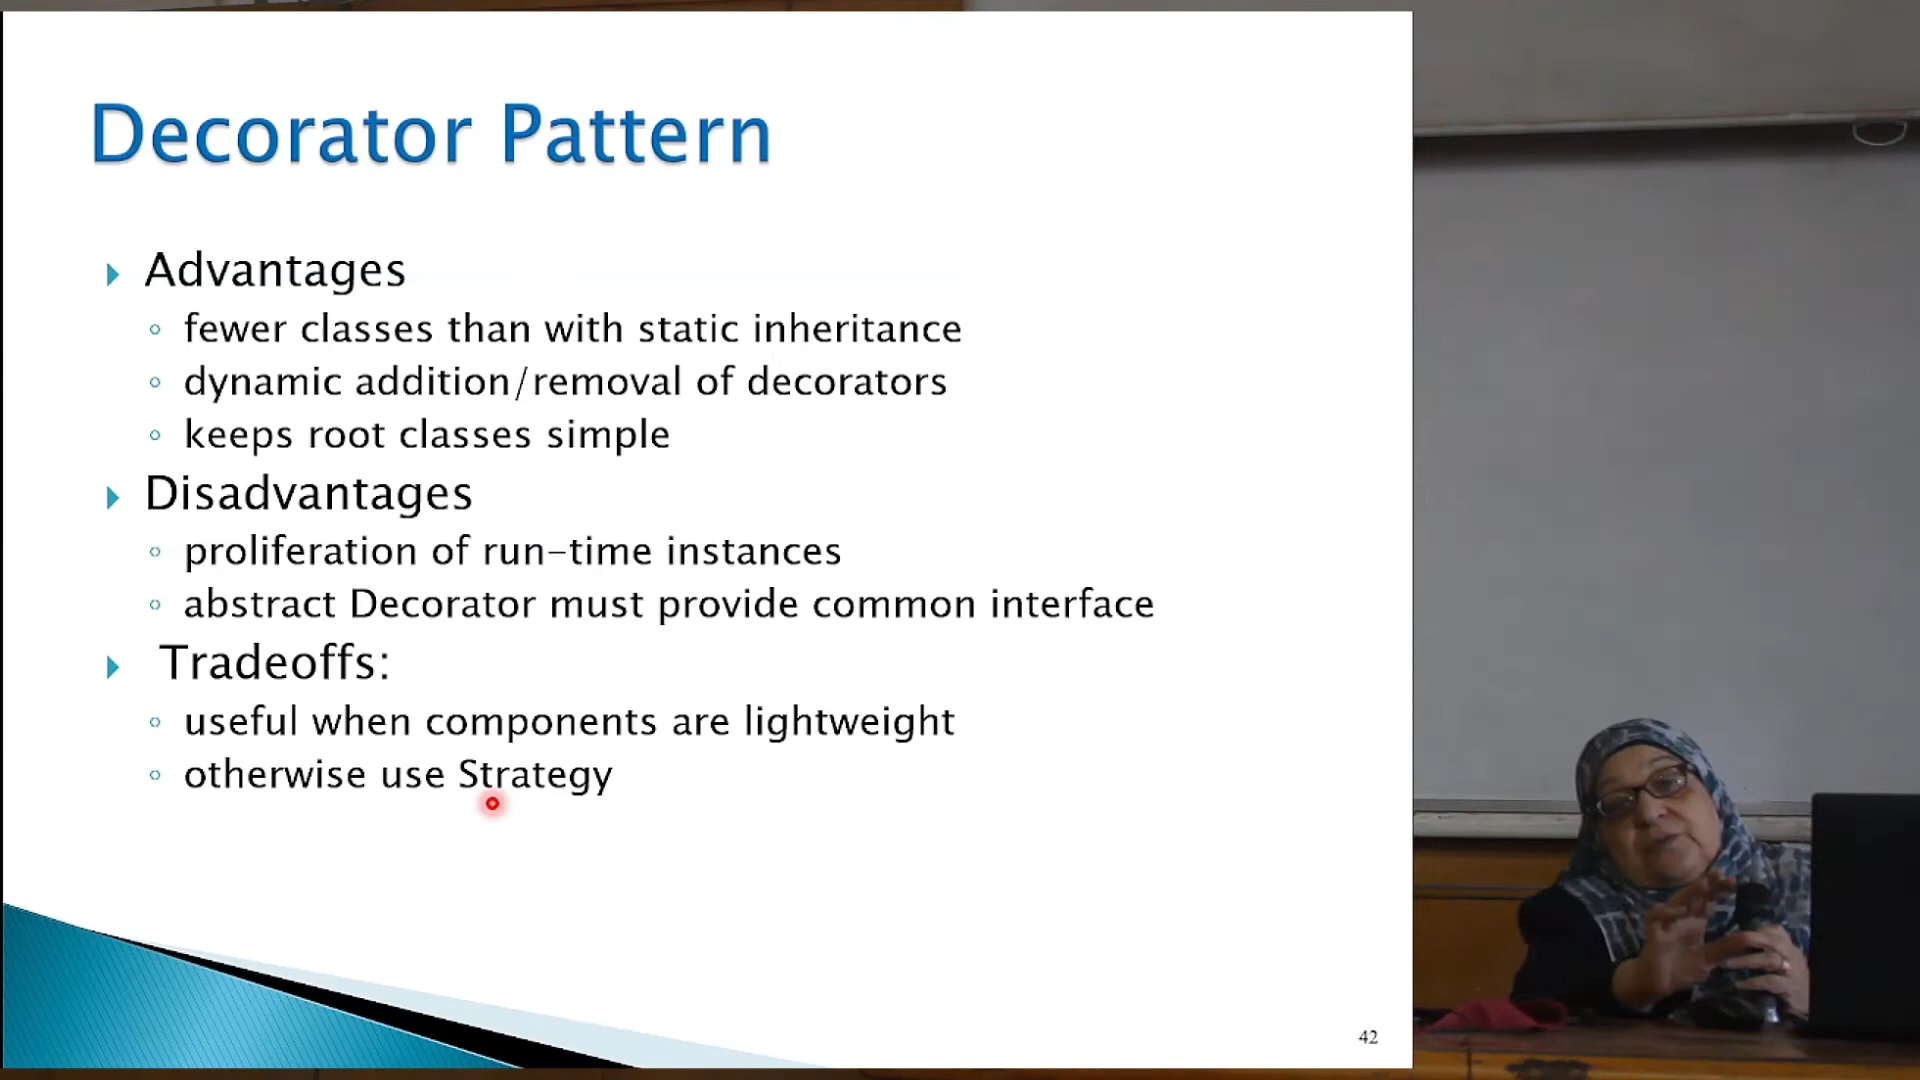 Decorator Pattern
Advantages
fewer classes than with static inheritance
dynamic addition/removal of decorators
keeps root classes simple
Disadvantages
proliferation of run-time instances
abstract Decorator must provide common interface
Tradeoffs:
useful when components are lightweight
otherwise use Strategy
42